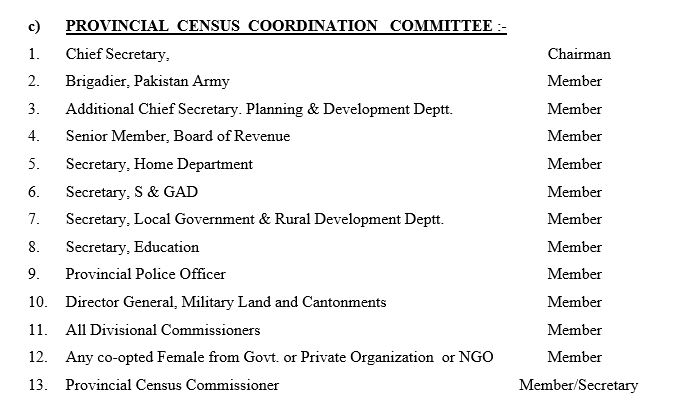 c) PROVINCIAL CENSUS COORDINATION COMMITTEE :-
1. Chief Secretary, Chairman
2. Brigadier, Pakistan Army Member
3. Additional Chief Secretary. Planning & Development Deptt. Member
4. Senior Member, Board of Revenue Member
5. Secretary, Home Department Member
6. Secretary, S & GAD Member
7. Secretary, Local Government & Rural Development Deptt. Member
8. Secretary, Education Member
9. Provincial Police Officer Member
10. Director General, Military Land and Cantonments Member
11. All Divisional Commissioners Member
12. Any co-opted Female from Govt. or Private Organization or NGO Member
13. Provincial Census Commissioner Member/Secretary